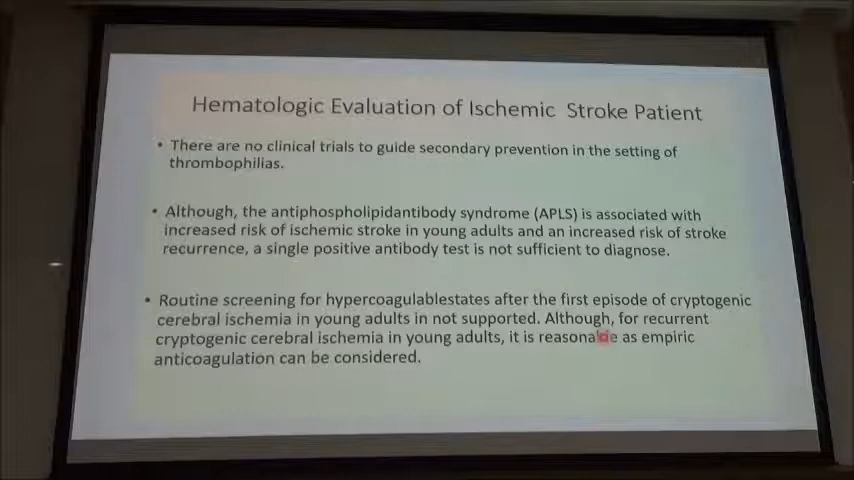 Hematologic Evaluation of Ischemic Stroke Patient
• There are no clinical trials to guide secondary prevention in the setting of
thrombophilias.
• Although, the antiphospholipidantibody syndrome (APLS) is associated with
increased risk of ischemic stroke in young adults and an increased risk of stroke
recurrence, a single positive antibody test is not sufficient to diagnose.
• Routine screening for hypercoagulablestates after the first episode of cryptogenic
cerebral ischemia in young adults in not supported. Although, for recurrent
cryptogenic cerebral ischemia in young adults, it is reasonable as empiric
anticoagulation can be considered.